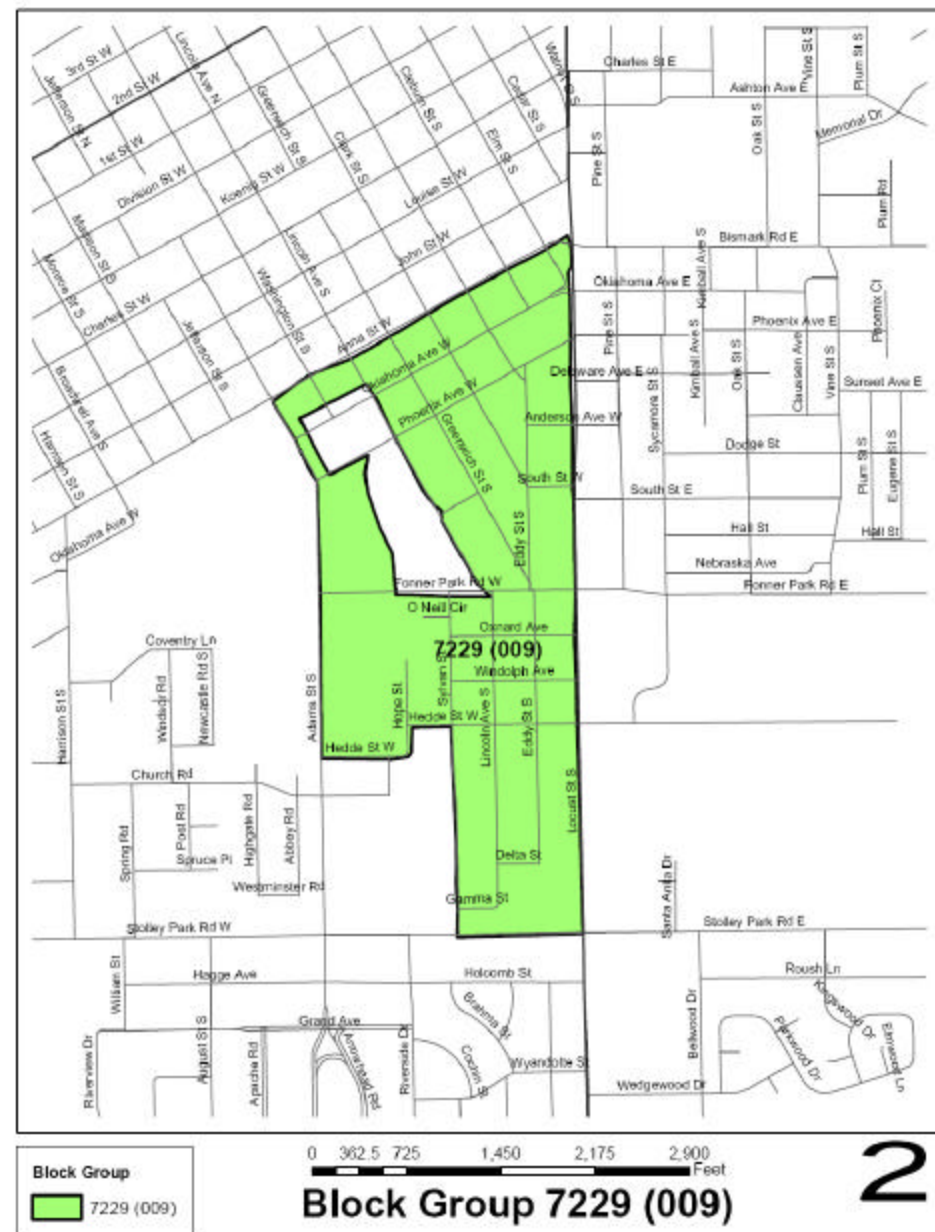 3rd St W
2nd St W
Jefferson St N
Lincoln Ave N
Greenwich St S
Clark St S
Cleburn St S
Elm St S
Cedar St S
Walnut St S
Charles St E
Vine St S
Plum St S
Ashton Ave E
Memorial Dr
1st St W
Division St W
Koenig St W
Louise St W
Pine St S
Oak St S
Plum Rd
Madison St S
Monroe St S
Lincoln Ave S
John St W
Washington St S
Bismark Rd E
Kimball Ave S
Oklahoma Ave E
Phoenix Ct
Charles St W
Jefferson St S
Anna St W
Pine St S
Phoenix Ave E
Oklahoma Ave W
Kimball Ave S
Oak St S
Claussen Ave
Vine St S
Broadwell Ave S
Delaware Ave E
Sunset Ave E
Phoenix Ave W
Sycamore St S
Anderson Ave W
Harrison St S
Greenwich St S
Dodge St
Plum St S
Eugene St S
South St W
South St E
Oklahoma Ave W
Eddy St S
Hall St
Hall St
Nebraska Ave
Fonner Park Rd W
Fonner Park Rd E
O Neill Cir
Oxnard Ave
Coventry Ln
7229 (009)
Windsor Rd
Newcastle Rd S
Sylvan St
Windolph Ave
Harrison St S
Adams St S
Hope St
Hedde St W
Lincoln Ave S
Eddy St S
Hedde St W
Church Rd
Locust St S
Spring Rd
Post Rd
Highgate Rd
Abbey Rd
Spruce Pl
Delta St
Westminster Rd
Gamma St
Santa Anita Dr
Stolley Park Rd W
Stolley Park Rd E
William St
Hagge Ave
Holcomb St
Roush Ln
Brahma St
Bellwood Dr
Kingswood Dr
Grand Ave
Parkwood Dr
Elmwood Ln
Riverview Dr
August St S
Apache Rd
Arrowhead Rd
Riverside Dr
Cochin St
Wyandotte St
Wedgewood Dr
Block Group
7229 (009)
0 362.5 725 1,450 2,175 2,900
Feet
Block Group 7229 (009)
2